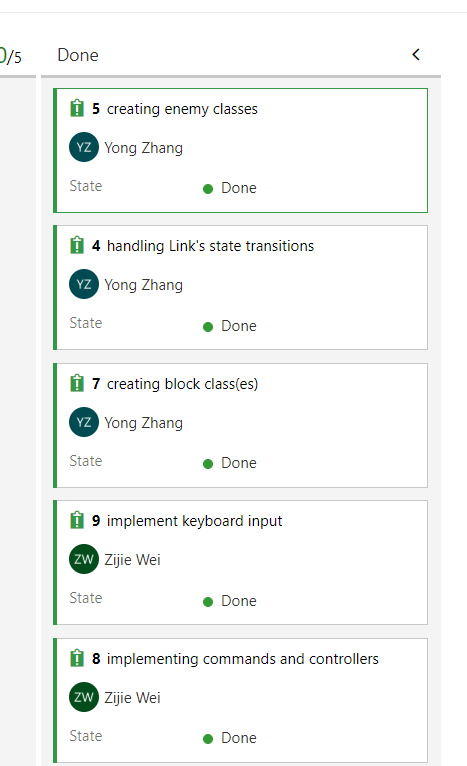 0/5
Done
5 creating enemy classes
YZ Yong Zhang
State Done
4 handling Link's state transitions
YZ Yong Zhang
State Done
7 creating block class(es)
YZ Yong Zhang
State Done
9 implement keyboard input
ZW Zijie Wei
State Done
8 implementing commands and controllers
ZW Zijie Wei
State Done